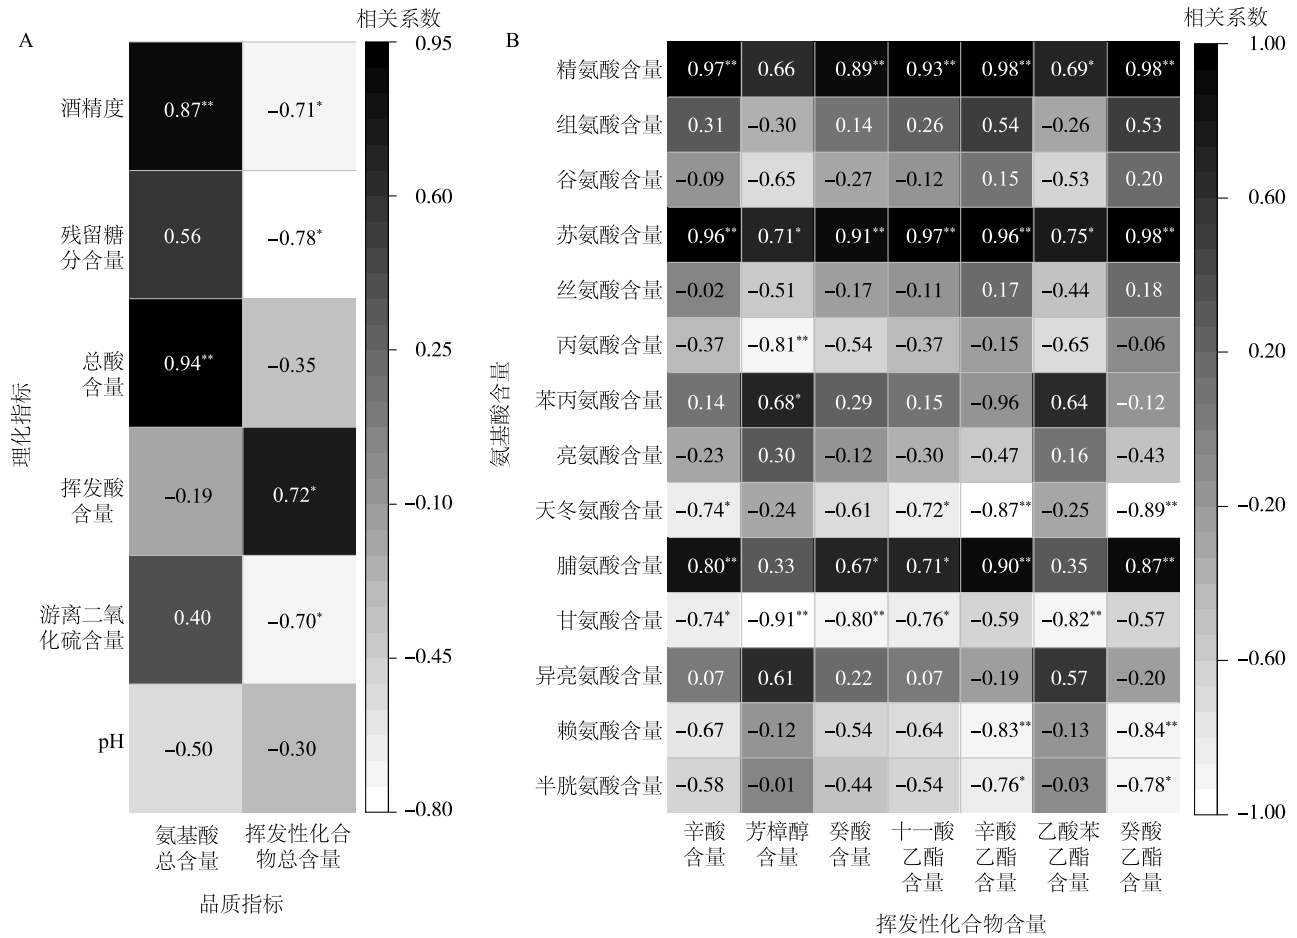 A
相关系数
0.95
0.60
0.25
−0.10
−0.45
−0.80
理化指标
酒精度
0.87** −0.71*
残留糖
分含量
0.56 −0.78*
总酸
含量
0.94** −0.35
挥发酸
含量
−0.19 0.72*
游离二氧
化硫含量
0.40 −0.70*
pH
−0.50 −0.30
氨基酸
总含量
挥发性化合
物总含量
品质指标
B
相关系数
1.00
0.60
0.20
−0.20
−0.60
−1.00
氨基酸含量
精氨酸含量 0.97** 0.66 0.89** 0.93** 0.98** 0.69* 0.98**
组氨酸含量 0.31 −0.30 0.14 0.26 0.54 −0.26 0.53
谷氨酸含量 −0.09 −0.65 −0.27 −0.12 0.15 −0.53 0.20
苏氨酸含量 0.96** 0.71* 0.91** 0.97** 0.96** 0.75* 0.98**
丝氨酸含量 −0.02 −0.51 −0.17 −0.11 0.17 −0.44 0.18
丙氨酸含量 −0.37 −0.81** −0.54 −0.37 −0.15 −0.65 −0.06
苯丙氨酸含量 0.14 0.68* 0.29 0.15 −0.96 0.64 −0.12
亮氨酸含量 −0.23 0.30 −0.12 −0.30 −0.47 0.16 −0.43
天冬氨酸含量 −0.74* −0.24 −0.61 −0.72* −0.87** −0.25 −0.89**
脯氨酸含量 0.80** 0.33 0.67* 0.71* 0.90** 0.35 0.87**
甘氨酸含量 −0.74* −0.91** −0.80** −0.76* −0.59 −0.82** −0.57
异亮氨酸含量 0.07 0.61 0.22 0.07 −0.19 0.57 −0.20
赖氨酸含量 −0.67 −0.12 −0.54 −0.64 −0.83** −0.13 −0.84**
半胱氨酸含量 −0.58 −0.01 −0.44 −0.54 −0.76* −0.03 −0.78*
辛酸
含量
芳樟醇
含量
癸酸
含量
十一酸
乙酯
含量
辛酸
乙酯
含量
乙酸苯
乙酯
含量
癸酸
乙酯
含量
挥发性化合物含量